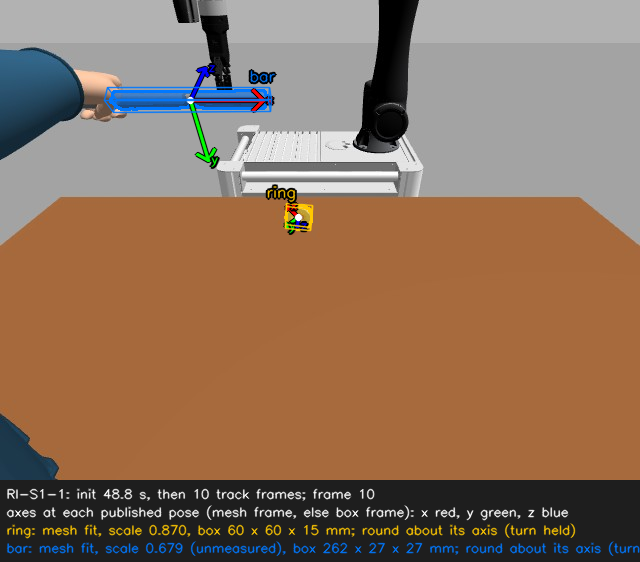 bar
x
y
ring
RI-S1-1: init 48.8 s, then 10 track frames; frame 10
axes at each published pose (mesh frame, else box frame): x red, y green, z blue
ring: mesh fit, scale 0.870, box 60 x 60 x 15 mm; round about its axis (turn held)
bar: mesh fit, scale 0.679 (unmeasured), box 262 x 27 x 27 mm; round about its axis (turn